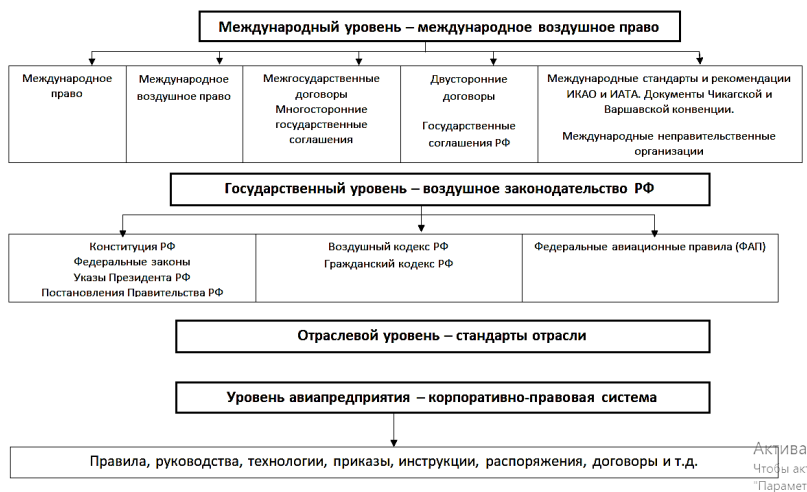 Международный уровень – международное воздушное право
Международное
право
Международное
воздушное право
Межгосударственные
договоры
Многосторонние
государственные
соглашения
Двусторонние
договоры
Государственные
соглашения РФ
Международные стандарты и рекомендации
ИКАО и ИАТА. Документы Чикагской и
Варшавской конвенции.
Международные неправительственные
организации
Государственный уровень – воздушное законодательство РФ
Конституция РФ
Федеральные законы
Указы Президента РФ
Постановления Правительства РФ
Воздушный кодекс РФ
Гражданский кодекс РФ
Федеральные авиационные правила (ФАП)
Отраслевой уровень – стандарты отрасли
Уровень авиапредприятия – корпоративно-правовая система
Правила, руководства, технологии, приказы, инструкции, распоряжения, договоры и т.д.
Актива
Чтобы ак
"Парамет